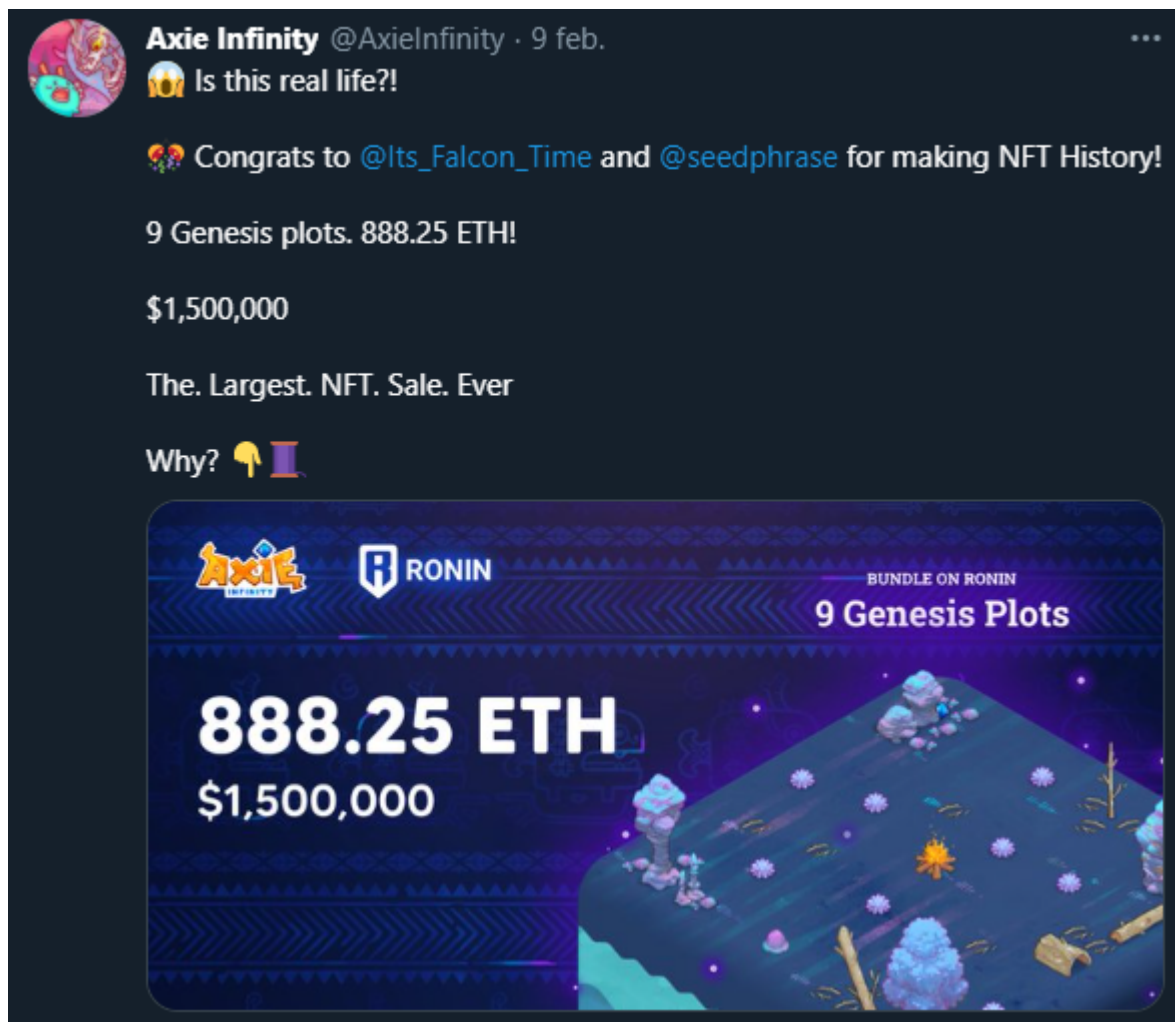 Axie Infinity @AxieInfinity · 9 feb.
😱 Is this real life?!
🎊 Congrats to @Its_Falcon_Time and @seedphrase for making NFT History!
9 Genesis plots. 888.25 ETH!
$1,500,000
The. Largest. NFT. Sale. Ever
Why? 👇🧵
AXIE
INFINITY
RONIN
BUNDLE ON RONIN
9 Genesis Plots
888.25 ETH
$1,500,000